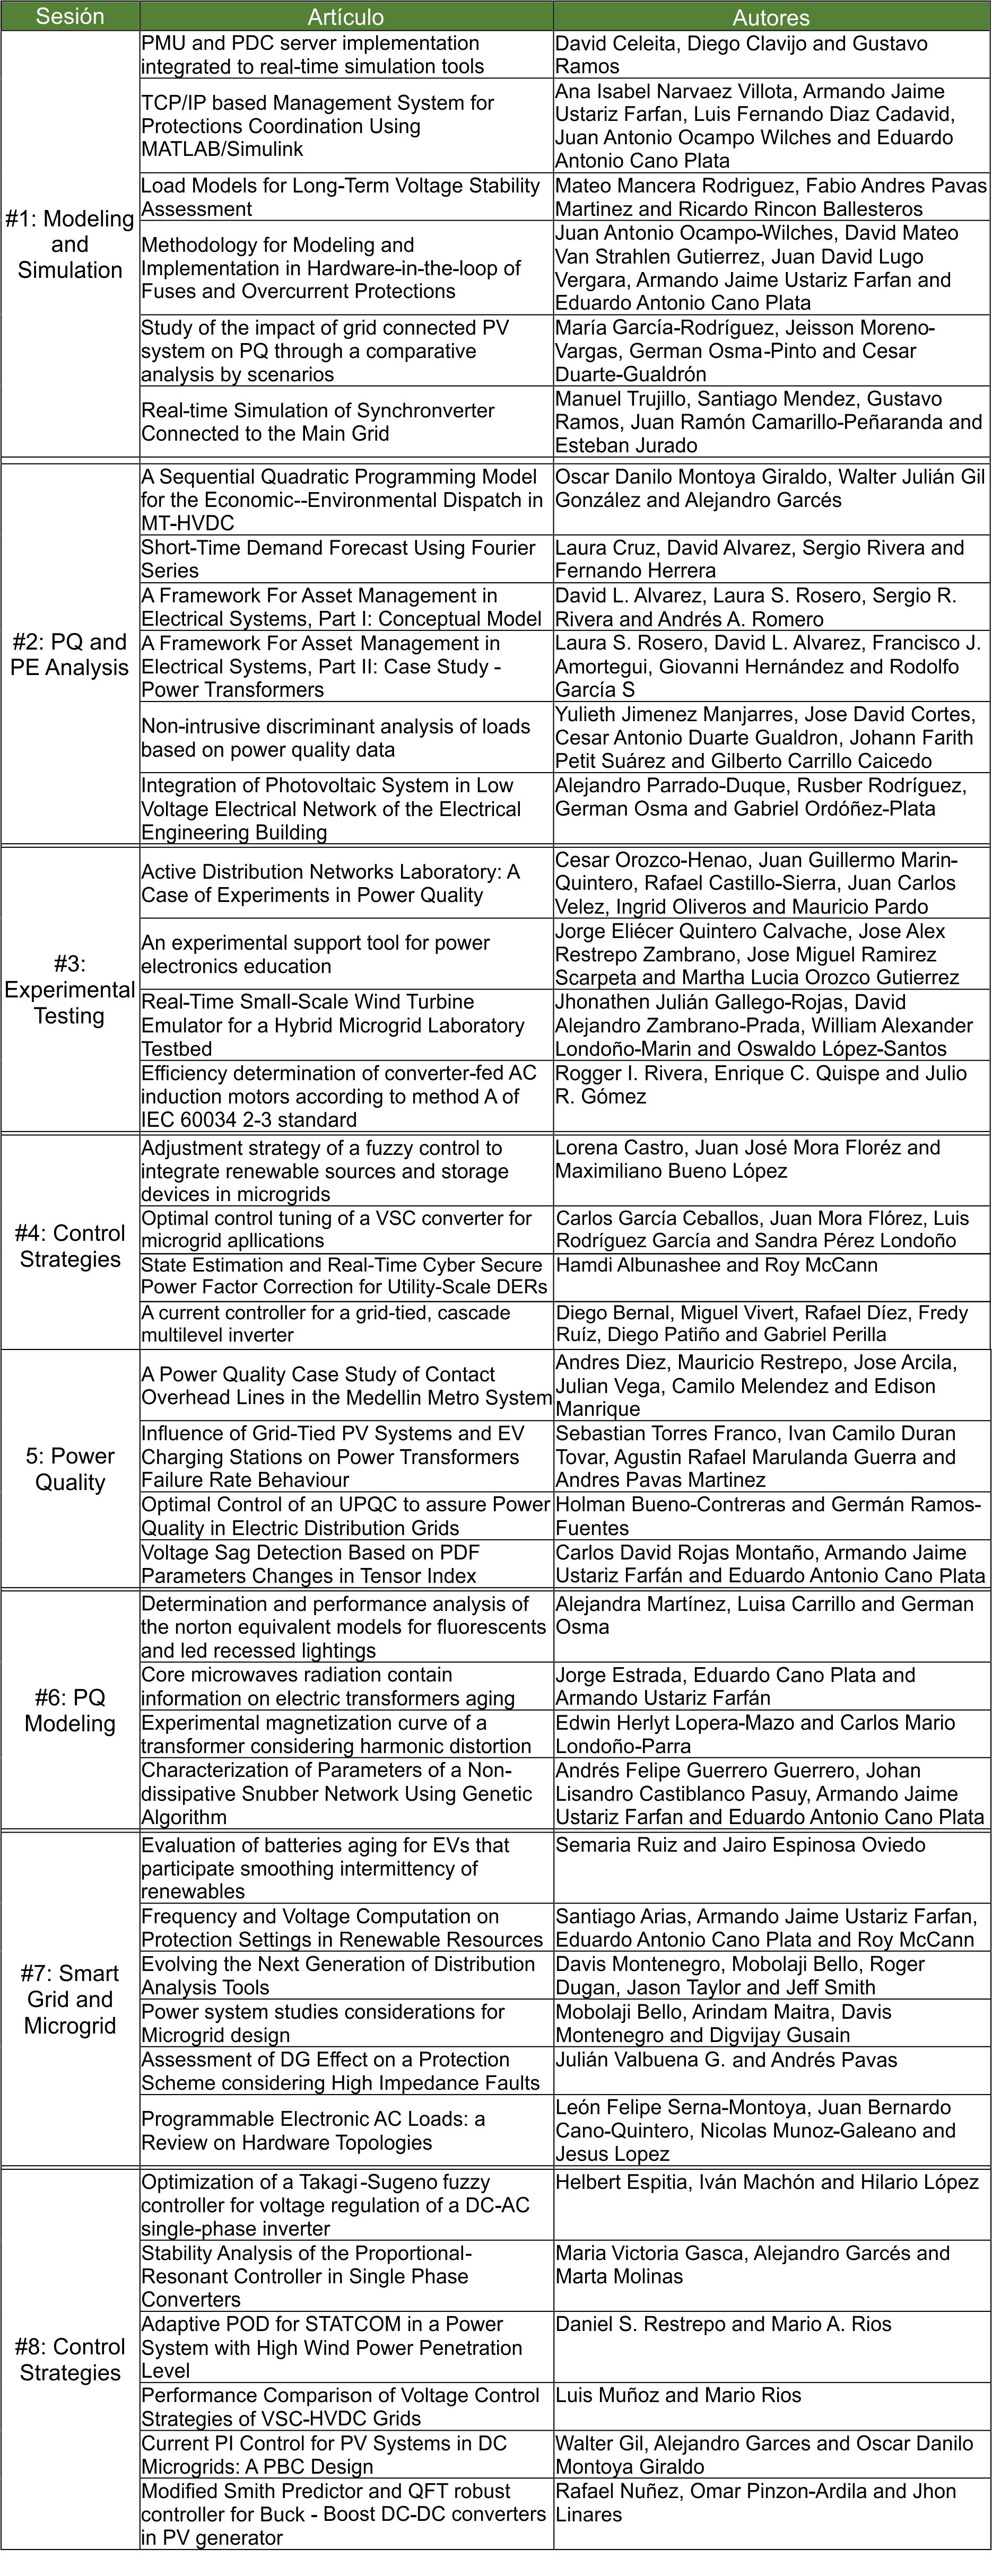 Sesión Artículo Autores
#1: Modeling
and
Simulation
PMU and PDC server implementation
integrated to real-time simulation tools
David Celeita, Diego Clavijo and Gustavo
Ramos
TCP/IP based Management System for
Protections Coordination Using
MATLAB/Simulink
Ana Isabel Narvaez Villota, Armando Jaime
Ustariz Farfan, Luis Fernando Diaz Cadavid,
Juan Antonio Ocampo Wilches and Eduardo
Antonio Cano Plata
Load Models for Long-Term Voltage Stability
Assessment
Mateo Mancera Rodriguez, Fabio Andres Pavas
Martinez and Ricardo Rincon Ballesteros
Methodology for Modeling and
Implementation in Hardware-in-the-loop of
Fuses and Overcurrent Protections
Juan Antonio Ocampo-Wilches, David Mateo
Van Strahlen Gutierrez, Juan David Lugo
Vergara, Armando Jaime Ustariz Farfan and
Eduardo Antonio Cano Plata
Study of the impact of grid connected PV
system on PQ through a comparative
analysis by scenarios
María García-Rodríguez, Jeisson Moreno-
Vargas, German Osma-Pinto and Cesar
Duarte-Gualdrón
Real-time Simulation of Synchronverter
Connected to the Main Grid
Manuel Trujillo, Santiago Mendez, Gustavo
Ramos, Juan Ramón Camarillo-Peñaranda and
Esteban Jurado
#2: PQ and
PE Analysis
A Sequential Quadratic Programming Model
for the Economic--Environmental Dispatch in
MT-HVDC
Oscar Danilo Montoya Giraldo, Walter Julián Gil
González and Alejandro Garcés
Short-Time Demand Forecast Using Fourier
Series
Laura Cruz, David Alvarez, Sergio Rivera and
Fernando Herrera
A Framework For Asset Management in
Electrical Systems, Part I: Conceptual Model
David L. Alvarez, Laura S. Rosero, Sergio R.
Rivera and Andrés A. Romero
A Framework For Asset Management in
Electrical Systems, Part II: Case Study -
Power Transformers
Laura S. Rosero, David L. Alvarez, Francisco J.
Amortegui, Giovanni Hernández and Rodolfo
García S
Non-intrusive discriminant analysis of loads
based on power quality data
Yulieth Jimenez Manjarres, Jose David Cortes,
Cesar Antonio Duarte Gualdron, Johann Farith
Petit Suárez and Gilberto Carrillo Caicedo
Integration of Photovoltaic System in Low
Voltage Electrical Network of the Electrical
Engineering Building
Alejandro Parrado-Duque, Rusber Rodríguez,
German Osma and Gabriel Ordóñez-Plata
#3:
Experimental
Testing
Active Distribution Networks Laboratory: A
Case of Experiments in Power Quality
Cesar Orozco-Henao, Juan Guillermo Marin-
Quintero, Rafael Castillo-Sierra, Juan Carlos
Velez, Ingrid Oliveros and Mauricio Pardo
An experimental support tool for power
electronics education
Jorge Eliécer Quintero Calvache, Jose Alex
Restrepo Zambrano, Jose Miguel Ramirez
Scarpeta and Martha Lucia Orozco Gutierrez
Real-Time Small-Scale Wind Turbine
Emulator for a Hybrid Microgrid Laboratory
Testbed
Jhonathen Julián Gallego-Rojas, David
Alejandro Zambrano-Prada, William Alexander
Londoño-Marin and Oswaldo López-Santos
Efficiency determination of converter-fed AC
induction motors according to method A of
IEC 60034 2-3 standard
Rogger I. Rivera, Enrique C. Quispe and Julio
R. Gómez
#4: Control
Strategies
Adjustment strategy of a fuzzy control to
integrate renewable sources and storage
devices in microgrids
Lorena Castro, Juan José Mora Floréz and
Maximiliano Bueno López
Optimal control tuning of a VSC converter for
microgrid apllications
Carlos García Ceballos, Juan Mora Flórez, Luis
Rodríguez García and Sandra Pérez Londoño
State Estimation and Real-Time Cyber Secure
Power Factor Correction for Utility-Scale DERs
Hamdi Albunashee and Roy McCann
A current controller for a grid-tied, cascade
multilevel inverter
Diego Bernal, Miguel Vivert, Rafael Díez, Fredy
Ruíz, Diego Patiño and Gabriel Perilla
5: Power
Quality
A Power Quality Case Study of Contact
Overhead Lines in the Medellin Metro System
Andres Diez, Mauricio Restrepo, Jose Arcila,
Julian Vega, Camilo Melendez and Edison
Manrique
Influence of Grid-Tied PV Systems and EV
Charging Stations on Power Transformers
Failure Rate Behaviour
Sebastian Torres Franco, Ivan Camilo Duran
Tovar, Agustin Rafael Marulanda Guerra and
Andres Pavas Martinez
Optimal Control of an UPQC to assure Power
Quality in Electric Distribution Grids
Holman Bueno-Contreras and Germán Ramos-
Fuentes
Voltage Sag Detection Based on PDF
Parameters Changes in Tensor Index
Carlos David Rojas Montaño, Armando Jaime
Ustariz Farfán and Eduardo Antonio Cano Plata
#6: PQ
Modeling
Determination and performance analysis of
the norton equivalent models for fluorescents
and led recessed lightings
Alejandra Martínez, Luisa Carrillo and German
Osma
Core microwaves radiation contain
information on electric transformers aging
Jorge Estrada, Eduardo Cano Plata and
Armando Ustariz Farfán
Experimental magnetization curve of a
transformer considering harmonic distortion
Edwin Herlyt Lopera-Mazo and Carlos Mario
Londoño-Parra
Characterization of Parameters of a Non-
dissipative Snubber Network Using Genetic
Algorithm
Andrés Felipe Guerrero Guerrero, Johan
Lisandro Castiblanco Pasuy, Armando Jaime
Ustariz Farfan and Eduardo Antonio Cano Plata
#7: Smart
Grid and
Microgrid
Evaluation of batteries aging for EVs that
participate smoothing intermittency of
renewables
Semaria Ruiz and Jairo Espinosa Oviedo
Frequency and Voltage Computation on
Protection Settings in Renewable Resources
Santiago Arias, Armando Jaime Ustariz Farfan,
Eduardo Antonio Cano Plata and Roy McCann
Evolving the Next Generation of Distribution
Analysis Tools
Davis Montenegro, Mobolaji Bello, Roger
Dugan, Jason Taylor and Jeff Smith
Power system studies considerations for
Microgrid design
Mobolaji Bello, Arindam Maitra, Davis
Montenegro and Digvijay Gusain
Assessment of DG Effect on a Protection
Scheme considering High Impedance Faults
Julián Valbuena G. and Andrés Pavas
Programmable Electronic AC Loads: a
Review on Hardware Topologies
León Felipe Serna-Montoya, Juan Bernardo
Cano-Quintero, Nicolas Munoz-Galeano and
Jesus Lopez
#8: Control
Strategies
Optimization of a Takagi-Sugeno fuzzy
controller for voltage regulation of a DC-AC
single-phase inverter
Helbert Espitia, Iván Machón and Hilario López
Stability Analysis of the Proportional-
Resonant Controller in Single Phase
Converters
Maria Victoria Gasca, Alejandro Garcés and
Marta Molinas
Adaptive POD for STATCOM in a Power
System with High Wind Power Penetration
Level
Daniel S. Restrepo and Mario A. Rios
Performance Comparison of Voltage Control
Strategies of VSC-HVDC Grids
Luis Muñoz and Mario Rios
Current PI Control for PV Systems in DC
Microgrids: A PBC Design
Walter Gil, Alejandro Garces and Oscar Danilo
Montoya Giraldo
Modified Smith Predictor and QFT robust
controller for Buck - Boost DC-DC converters
in PV generator
Rafael Nuñez, Omar Pinzon-Ardila and Jhon
Linares